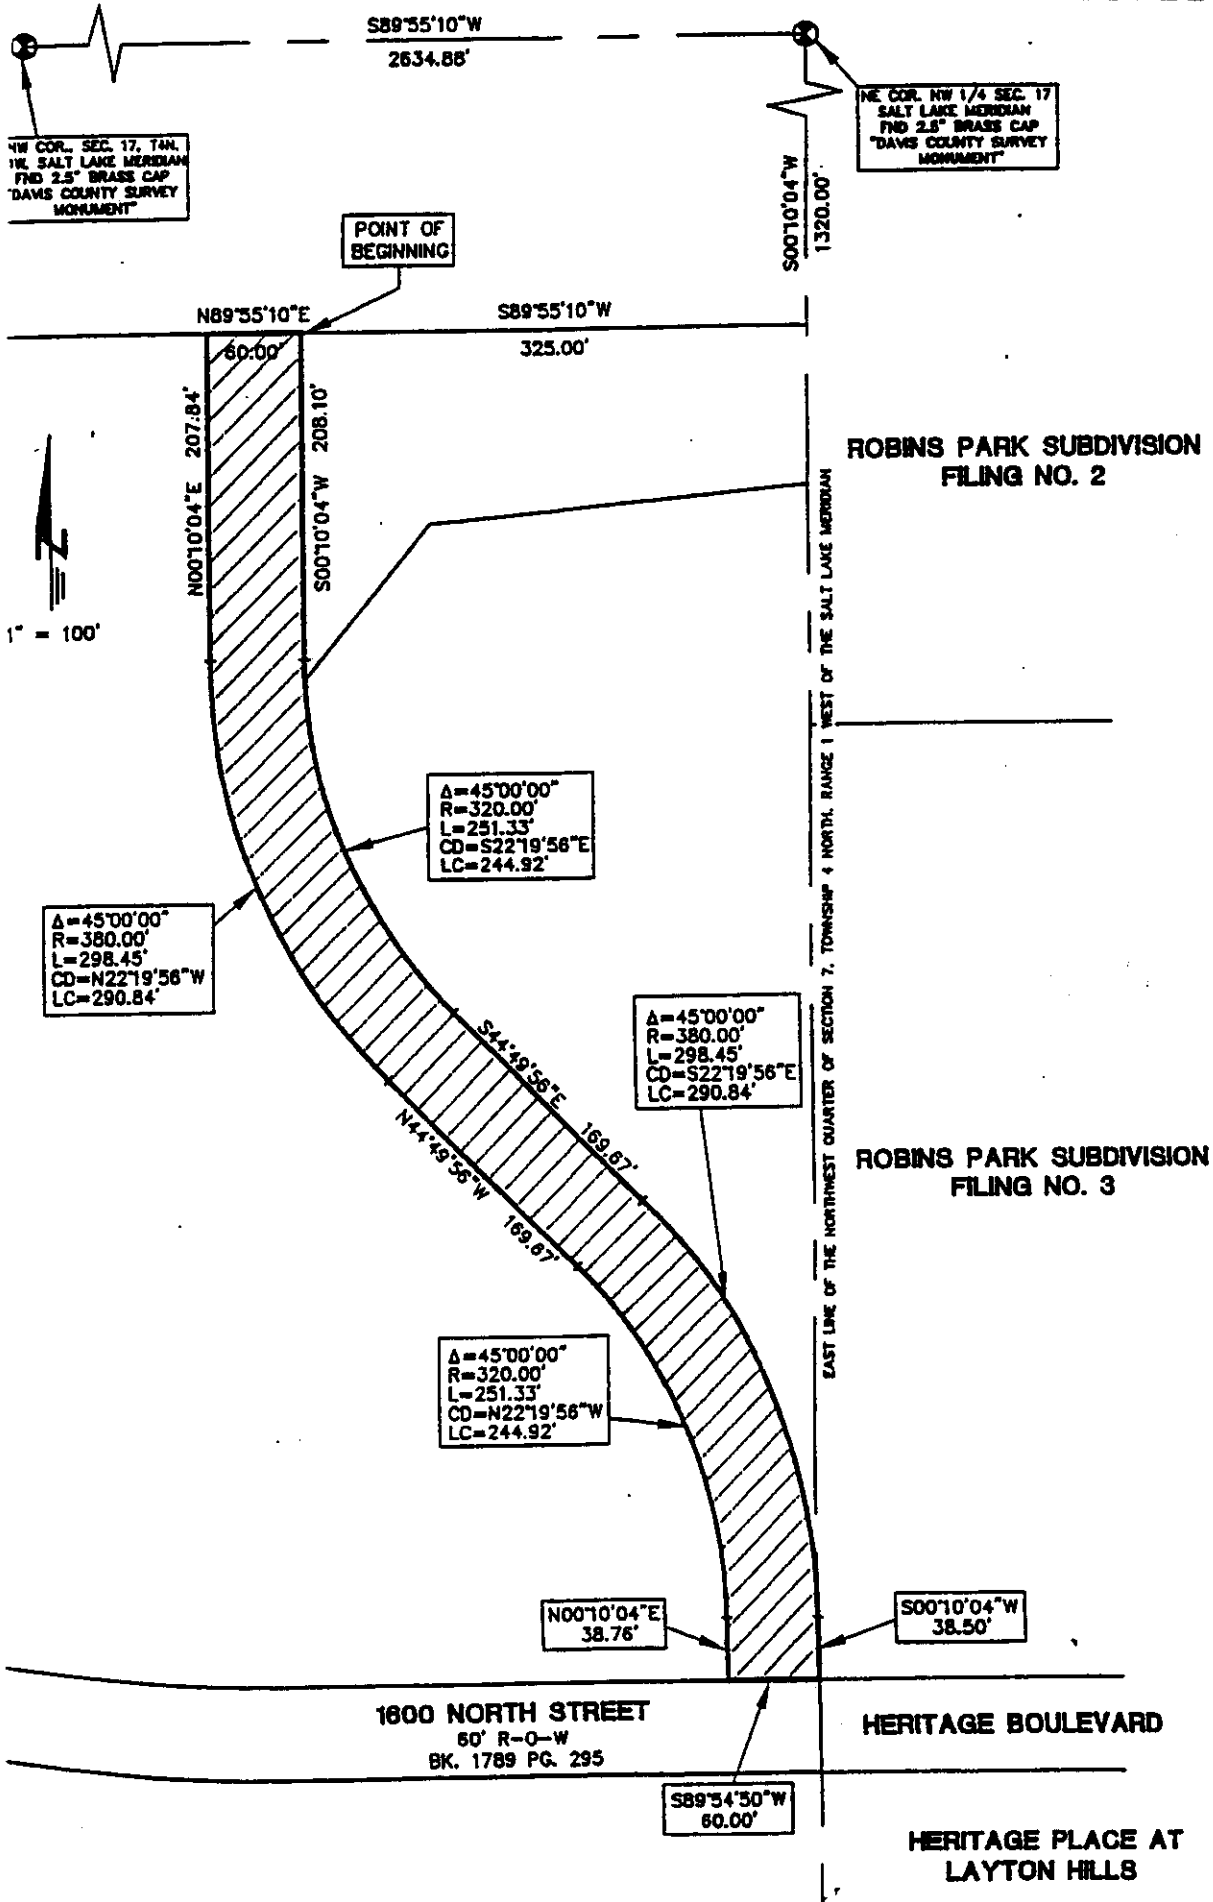 S89°55'10"W
2634.88'
NE COR. NW 1/4 SEC. 17
SALT LAKE MERIDIAN
FND 2.5" BRASS CAP
"DAVIS COUNTY SURVEY
MONUMENT"
NW COR., SEC. 17, T4N,
1W, SALT LAKE MERIDIAN
FND 2.5" BRASS CAP
"DAVIS COUNTY SURVEY
MONUMENT"
S00°10'04"W
1320.00'
POINT OF
BEGINNING
N89°55'10"E
60.00'
S89°55'10"W
325.00'
N00°10'04"E 207.84'
S00°10'04"W 208.10'
1" = 100'
ROBINS PARK SUBDIVISION
FILING NO. 2
EAST LINE OF THE NORTHWEST QUARTER OF SECTION 7, TOWNSHIP 4 NORTH, RANGE 1 WEST OF THE SALT LAKE MERIDIAN
Δ=45°00'00"
R=320.00'
L=251.33'
CD=S22°19'56"E
LC=244.92'
Δ=45°00'00"
R=380.00'
L=298.45'
CD=N22°19'56"W
LC=290.84'
S44°49'56"E 169.67'
N44°49'56"W 169.67'
Δ=45°00'00"
R=380.00'
L=298.45'
CD=S22°19'56"E
LC=290.84'
ROBINS PARK SUBDIVISION
FILING NO. 3
Δ=45°00'00"
R=320.00'
L=251.33'
CD=N22°19'56"W
LC=244.92'
N00°10'04"E
38.76'
S00°10'04"W
38.50'
1600 NORTH STREET
60' R-O-W
BK. 1789 PG. 295
HERITAGE BOULEVARD
S89°54'50"W
60.00'
HERITAGE PLACE AT
LAYTON HILLS